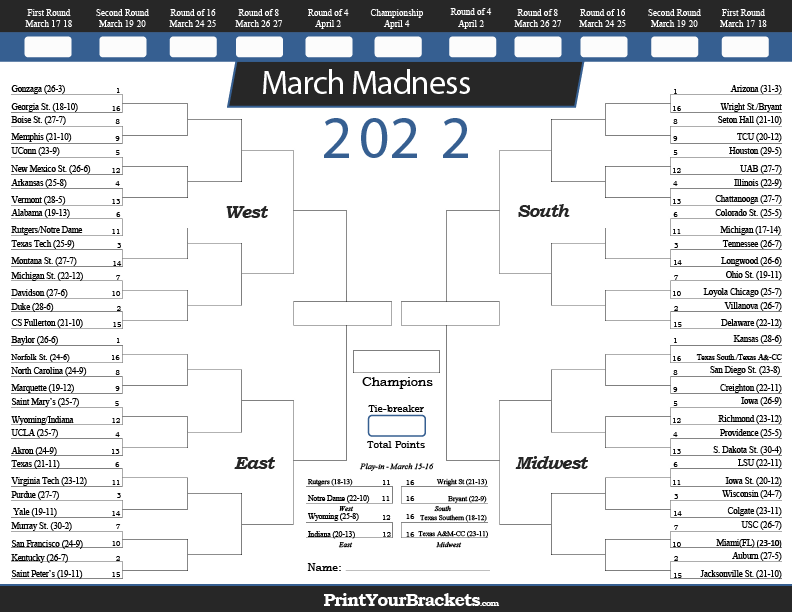 First Round Second Round Round of 16 Round of 8 Round of 4 Championship Round of 4 Round of 8 Round of 16 Second Round First Round
March 17 18 March 19 20 March 24 25 March 26 27 April 2 April 4 April 2 March 26 27 March 24 25 March 19 20 March 17 18
March Madness
2022
West
Gonzaga (26-3) 1
Georgia St. (18-10) 16
Boise St. (27-7) 8
Memphis (21-10) 9
UConn (23-9) 5
New Mexico St. (26-6) 12
Arkansas (25-8) 4
Vermont (28-5) 13
Alabama (19-13) 6
Rutgers/Notre Dame 11
Texas Tech (25-9) 3
Montana St. (27-7) 14
Michigan St. (22-12) 7
Davidson (27-6) 10
Duke (28-6) 2
CS Fullerton (21-10) 15
East
Baylor (26-6) 1
Norfolk St. (24-6) 16
North Carolina (24-9) 8
Marquette (19-12) 9
Saint Mary's (25-7) 5
Wyoming/Indiana 12
UCLA (25-7) 4
Akron (24-9) 13
Texas (21-11) 6
Virginia Tech (23-12) 11
Purdue (27-7) 3
Yale (19-11) 14
Murray St. (30-2) 7
San Francisco (24-9) 10
Kentucky (26-7) 2
Saint Peter's (19-11) 15
South
1 Arizona (31-3)
16 Wright St./Bryant
8 Seton Hall (21-10)
9 TCU (20-12)
5 Houston (29-5)
12 UAB (27-7)
4 Illinois (22-9)
13 Chattanooga (27-7)
6 Colorado St. (25-5)
11 Michigan (17-14)
3 Tennessee (26-7)
14 Longwood (26-6)
7 Ohio St. (19-11)
10 Loyola Chicago (25-7)
2 Villanova (26-7)
15 Delaware (22-12)
Midwest
1 Kansas (28-6)
16 Texas South./Texas A&-CC
8 San Diego St. (23-8)
9 Creighton (22-11)
5 Iowa (26-9)
12 Richmond (23-12)
4 Providence (25-5)
13 S. Dakota St. (30-4)
6 LSU (22-11)
11 Iowa St. (20-12)
3 Wisconsin (24-7)
14 Colgate (23-11)
7 USC (26-7)
10 Miami(FL) (23-10)
2 Auburn (27-5)
15 Jacksonville St. (21-10)
Champions
Tie-breaker
Total Points
Play-in - March 15-16
Rutgers (18-13) 11
Notre Dame (22-10) 11
West
Wyoming (25-8) 12
Indiana (20-13) 12
East
16 Wright St (21-13)
16 Bryant (22-9)
South
16 Texas Southern (18-12)
16 Texas A&M-CC (23-11)
Midwest
Name:
PrintYourBrackets.com